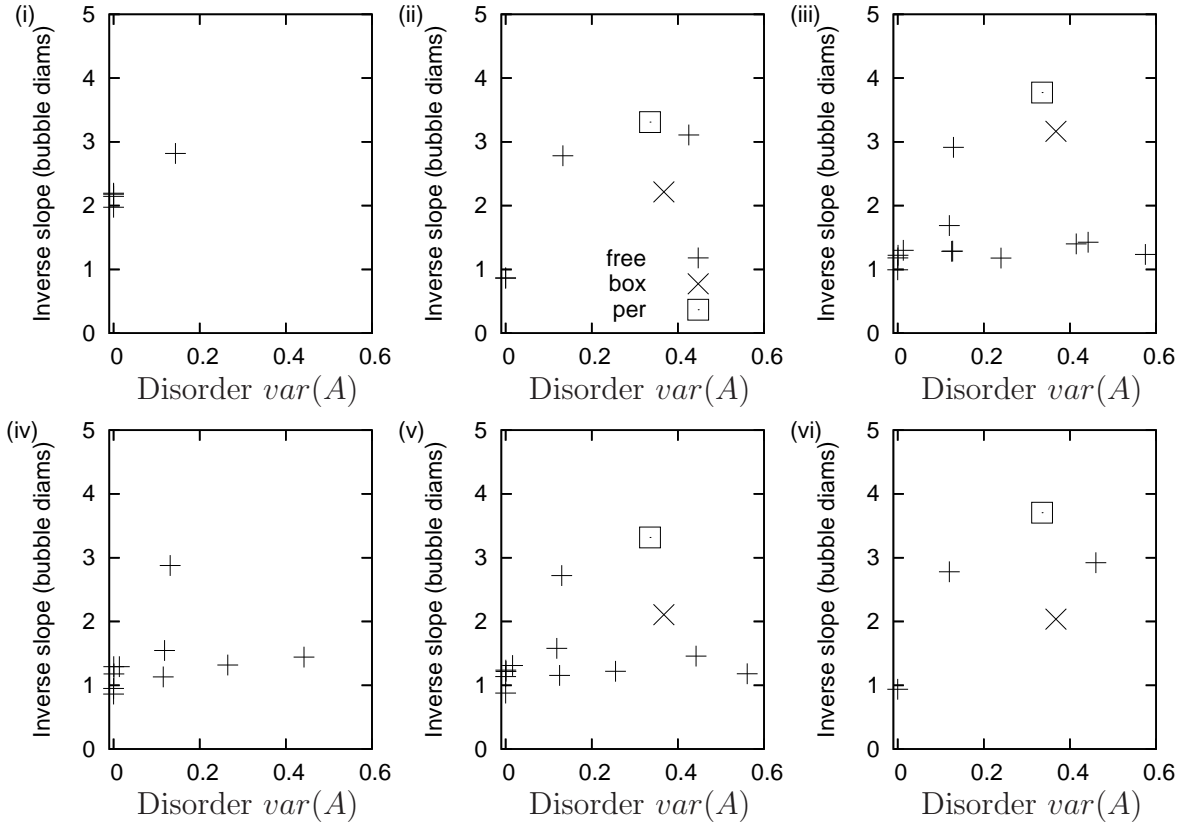 (i)
Inverse slope (bubble diams)
5
4
3
2
1
0
0
0.2
0.4
0.6
Disorder var(A)
(ii)
Inverse slope (bubble diams)
5
4
3
2
1
0
free
box
per
0
0.2
0.4
0.6
Disorder var(A)
(iii)
Inverse slope (bubble diams)
5
4
3
2
1
0
0
0.2
0.4
0.6
Disorder var(A)
(iv)
Inverse slope (bubble diams)
5
4
3
2
1
0
0
0.2
0.4
0.6
Disorder var(A)
(v)
Inverse slope (bubble diams)
5
4
3
2
1
0
0
0.2
0.4
0.6
Disorder var(A)
(vi)
Inverse slope (bubble diams)
5
4
3
2
1
0
0
0.2
0.4
0.6
Disorder var(A)